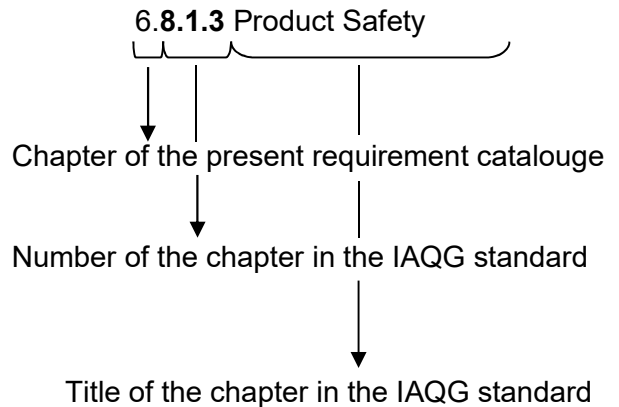 6.8.1.3 Product Safety
Chapter of the present requirement catalouge
Number of the chapter in the IAQG standard
Title of the chapter in the IAQG standard